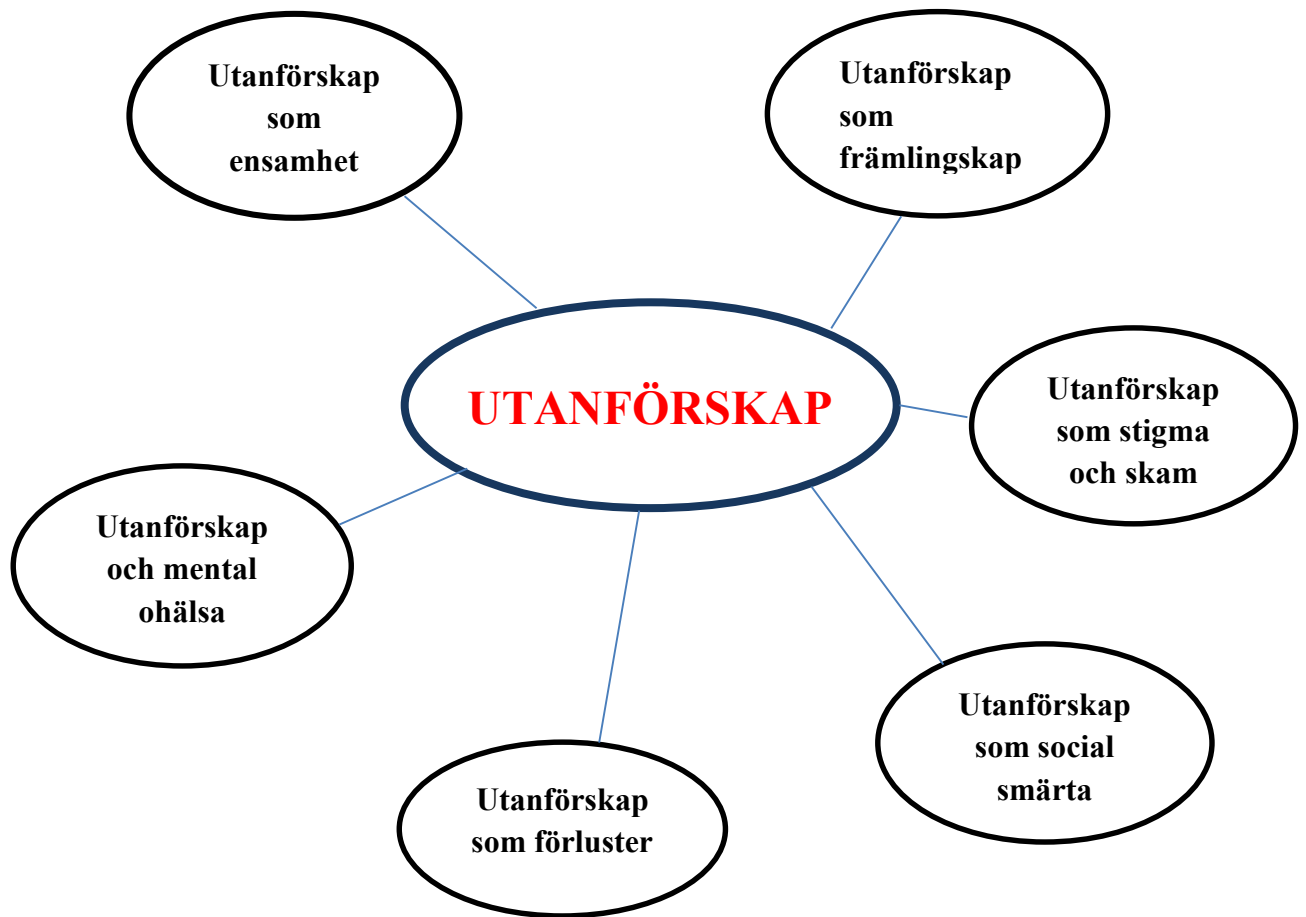 Utanförskap
som
ensamhet
Utanförskap
som
främlingskap
UTANFÖRSKAP
Utanförskap
som stigma
och skam
Utanförskap
och mental
ohälsa
Utanförskap
som social
smärta
Utanförskap
som förluster